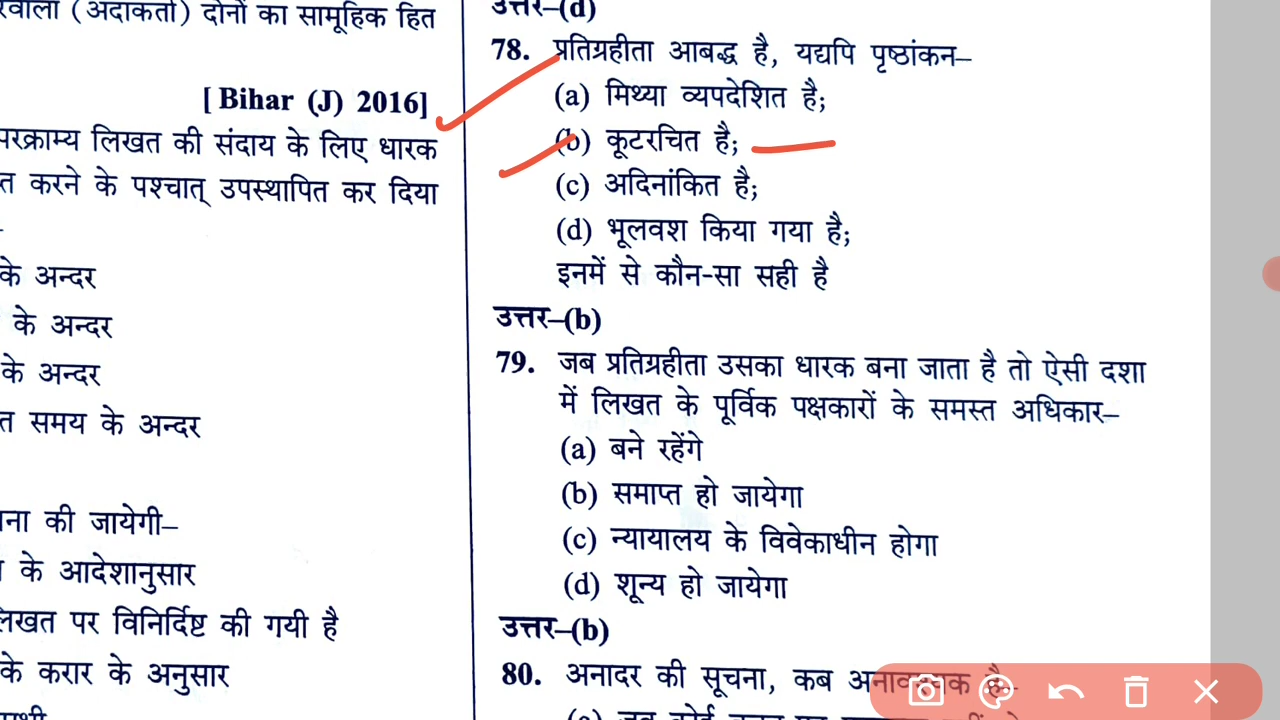 (अदाकर्ता) दोनों का सामूहिक हित
[ Bihar (J) 2016]
परक्राम्य लिखत की संदाय के लिए धारक
त करने के पश्चात् उपस्थापित कर दिया
के अन्दर
के अन्दर
के अन्दर
त समय के अन्दर
ना की जायेगी–
के आदेशानुसार
लिखत पर विनिर्दिष्ट की गयी है
के करार के अनुसार
उत्तर–(d)
78. प्रतिग्रहीता आबद्ध है, यद्यपि पृष्ठांकन–
(a) मिथ्या व्यपदेशित है;
(b) कूटरचित है;
(c) अदिनांकित है;
(d) भूलवश किया गया है;
इनमें से कौन-सा सही है
उत्तर–(b)
79. जब प्रतिग्रहीता उसका धारक बना जाता है तो ऐसी दशा
में लिखत के पूर्विक पक्षकारों के समस्त अधिकार–
(a) बने रहेंगे
(b) समाप्त हो जायेगा
(c) न्यायालय के विवेकाधीन होगा
(d) शून्य हो जायेगा
उत्तर–(b)
80. अनादर की सूचना, कब अनावश्यक है–